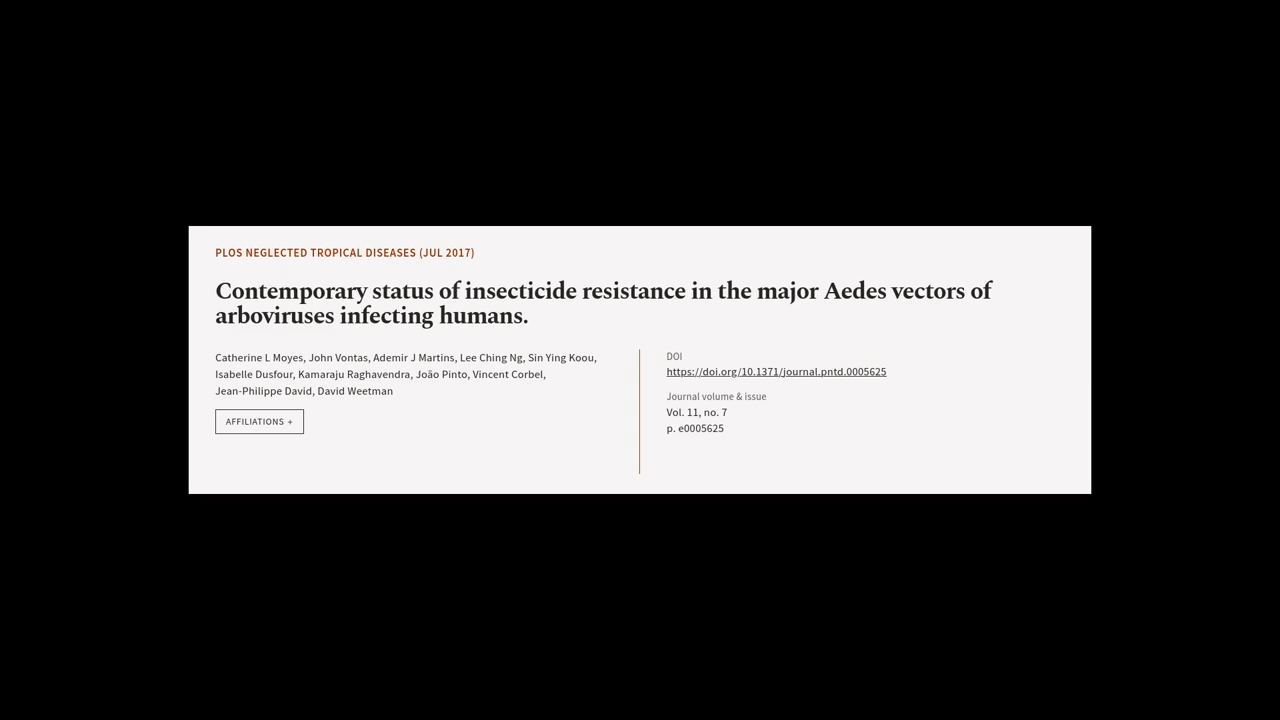 PLOS NEGLECTED TROPICAL DISEASES (JUL 2017)
Contemporary status of insecticide resistance in the major Aedes vectors of
arboviruses infecting humans.
Catherine L Moyes, John Vontas, Ademir J Martins, Lee Ching Ng, Sin Ying Koou,
Isabelle Dusfour, Kamaraju Raghavendra, João Pinto, Vincent Corbel,
Jean-Philippe David, David Weetman
AFFILIATIONS +
DOI
https://doi.org/10.1371/journal.pntd.0005625
Journal volume & issue
Vol. 11, no. 7
p. e0005625